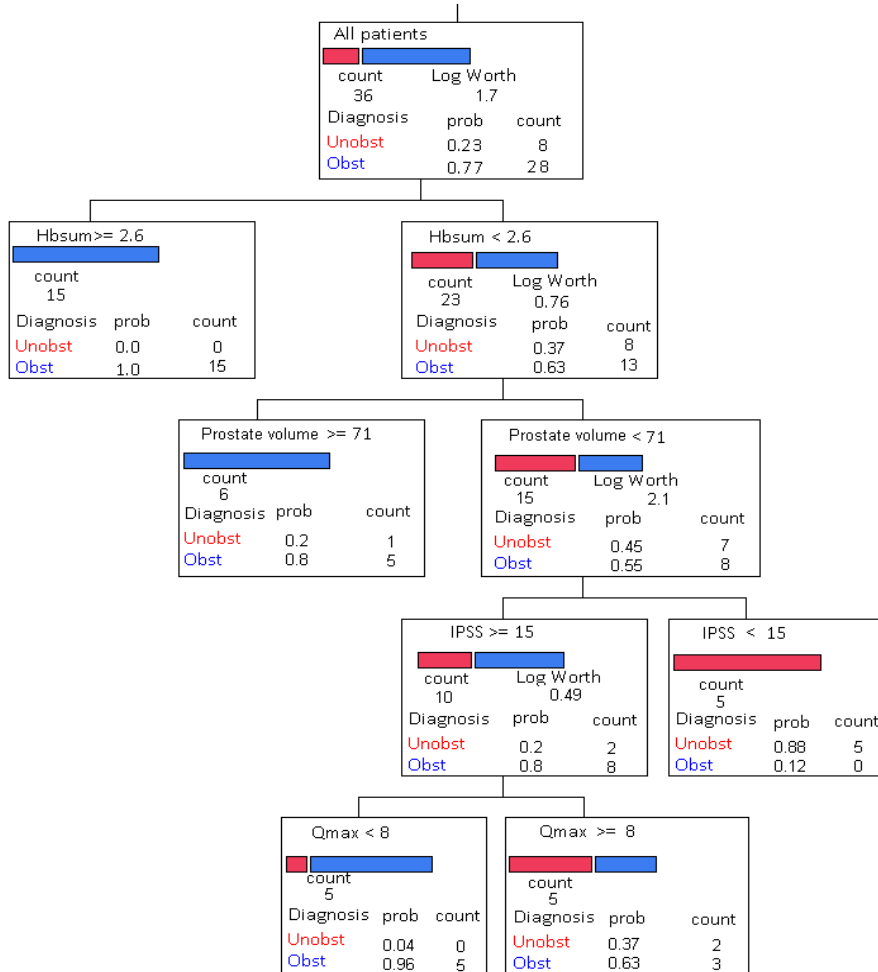 All patients
count Log Worth
36 1.7
Diagnosis prob count
Unobst 0.23 8
Obst 0.77 28
Hbsum>= 2.6
count
15
Diagnosis prob count
Unobst 0.0 0
Obst 1.0 15
Hbsum < 2.6
count Log Worth
23 0.76
Diagnosis prob count
Unobst 0.37 8
Obst 0.63 13
Prostate volume >= 71
count
6
Diagnosis prob count
Unobst 0.2 1
Obst 0.8 5
Prostate volume < 71
count Log Worth
15 2.1
Diagnosis prob count
Unobst 0.45 7
Obst 0.55 8
IPSS >= 15
count Log Worth
10 0.49
Diagnosis prob count
Unobst 0.2 2
Obst 0.8 8
IPSS < 15
count
5
Diagnosis prob count
Unobst 0.88 5
Obst 0.12 0
Qmax < 8
count
5
Diagnosis prob count
Unobst 0.04 0
Obst 0.96 5
Qmax >= 8
count
5
Diagnosis prob count
Unobst 0.37 2
Obst 0.63 3